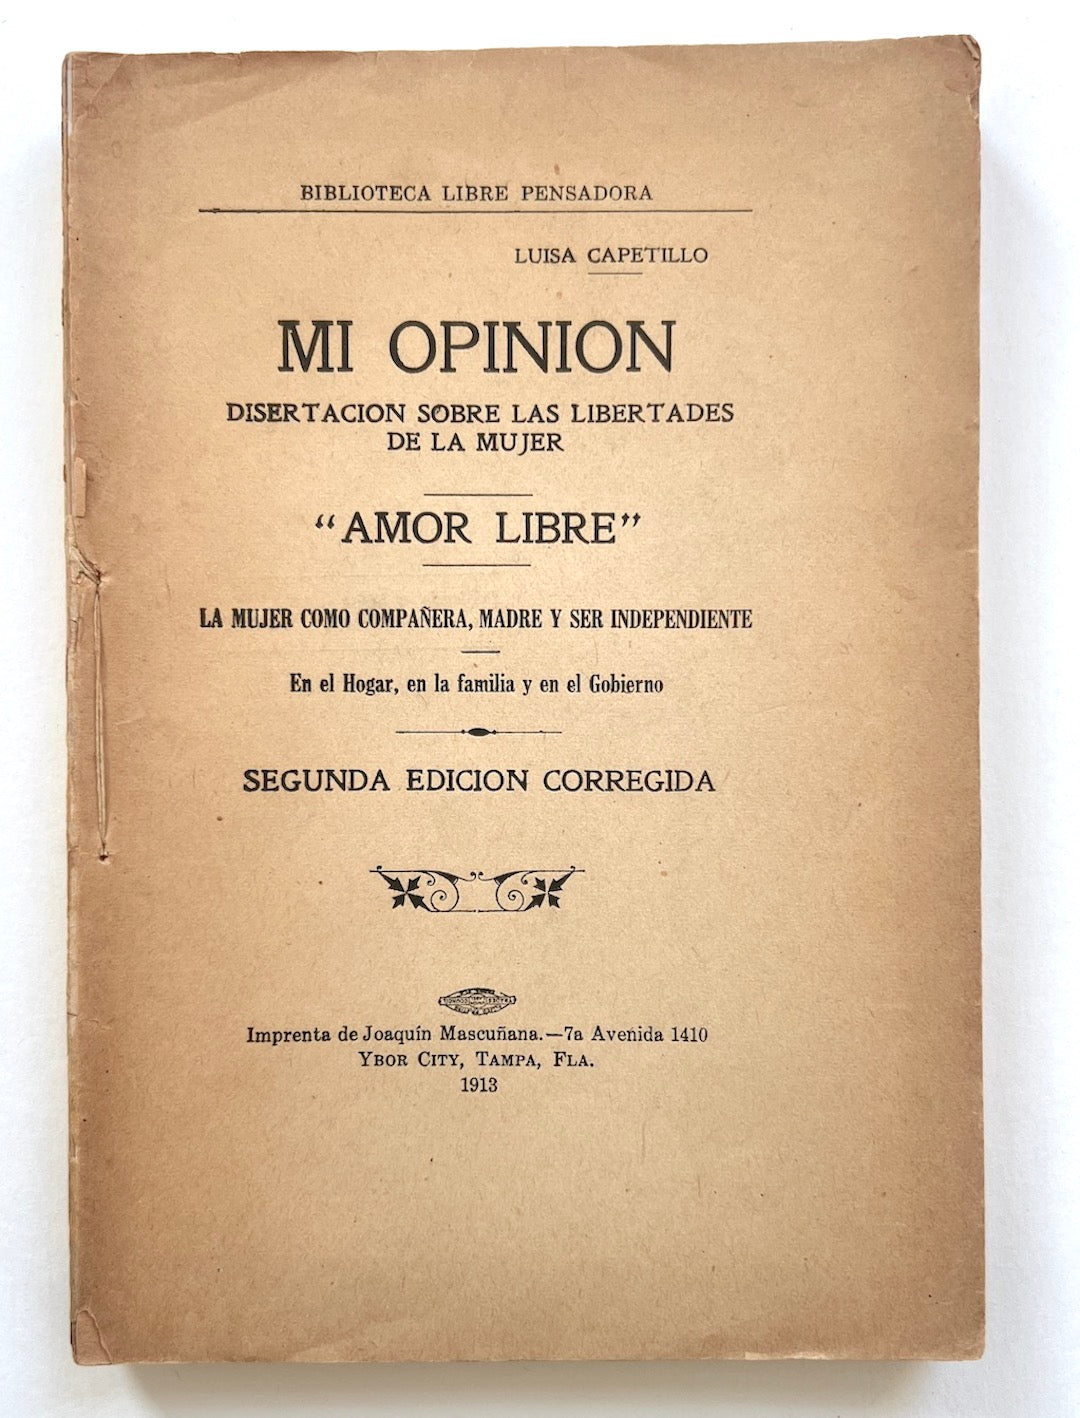 BIBLIOTECA LIBRE PENSADORA
LUISA CAPETILLO
MI OPINION
DISERTACION SOBRE LAS LIBERTADES
DE LA MUJER
“AMOR LIBRE”
LA MUJER COMO COMPAÑERA, MADRE Y SER INDEPENDIENTE
En el Hogar, en la familia y en el Gobierno
SEGUNDA EDICION CORREGIDA
Imprenta de Joaquín Mascuñana.—7a Avenida 1410
YBOR CITY, TAMPA, FLA.
1913